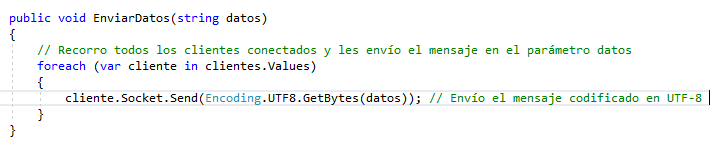 public void EnviarDatos(string datos)
{
// Recorro todos los clientes conectados y les envío el mensaje en el parámetro datos
foreach (var cliente in clientes.Values)
{
cliente.Socket.Send(Encoding.UTF8.GetBytes(datos)); // Envío el mensaje codificado en UTF-8
}
}